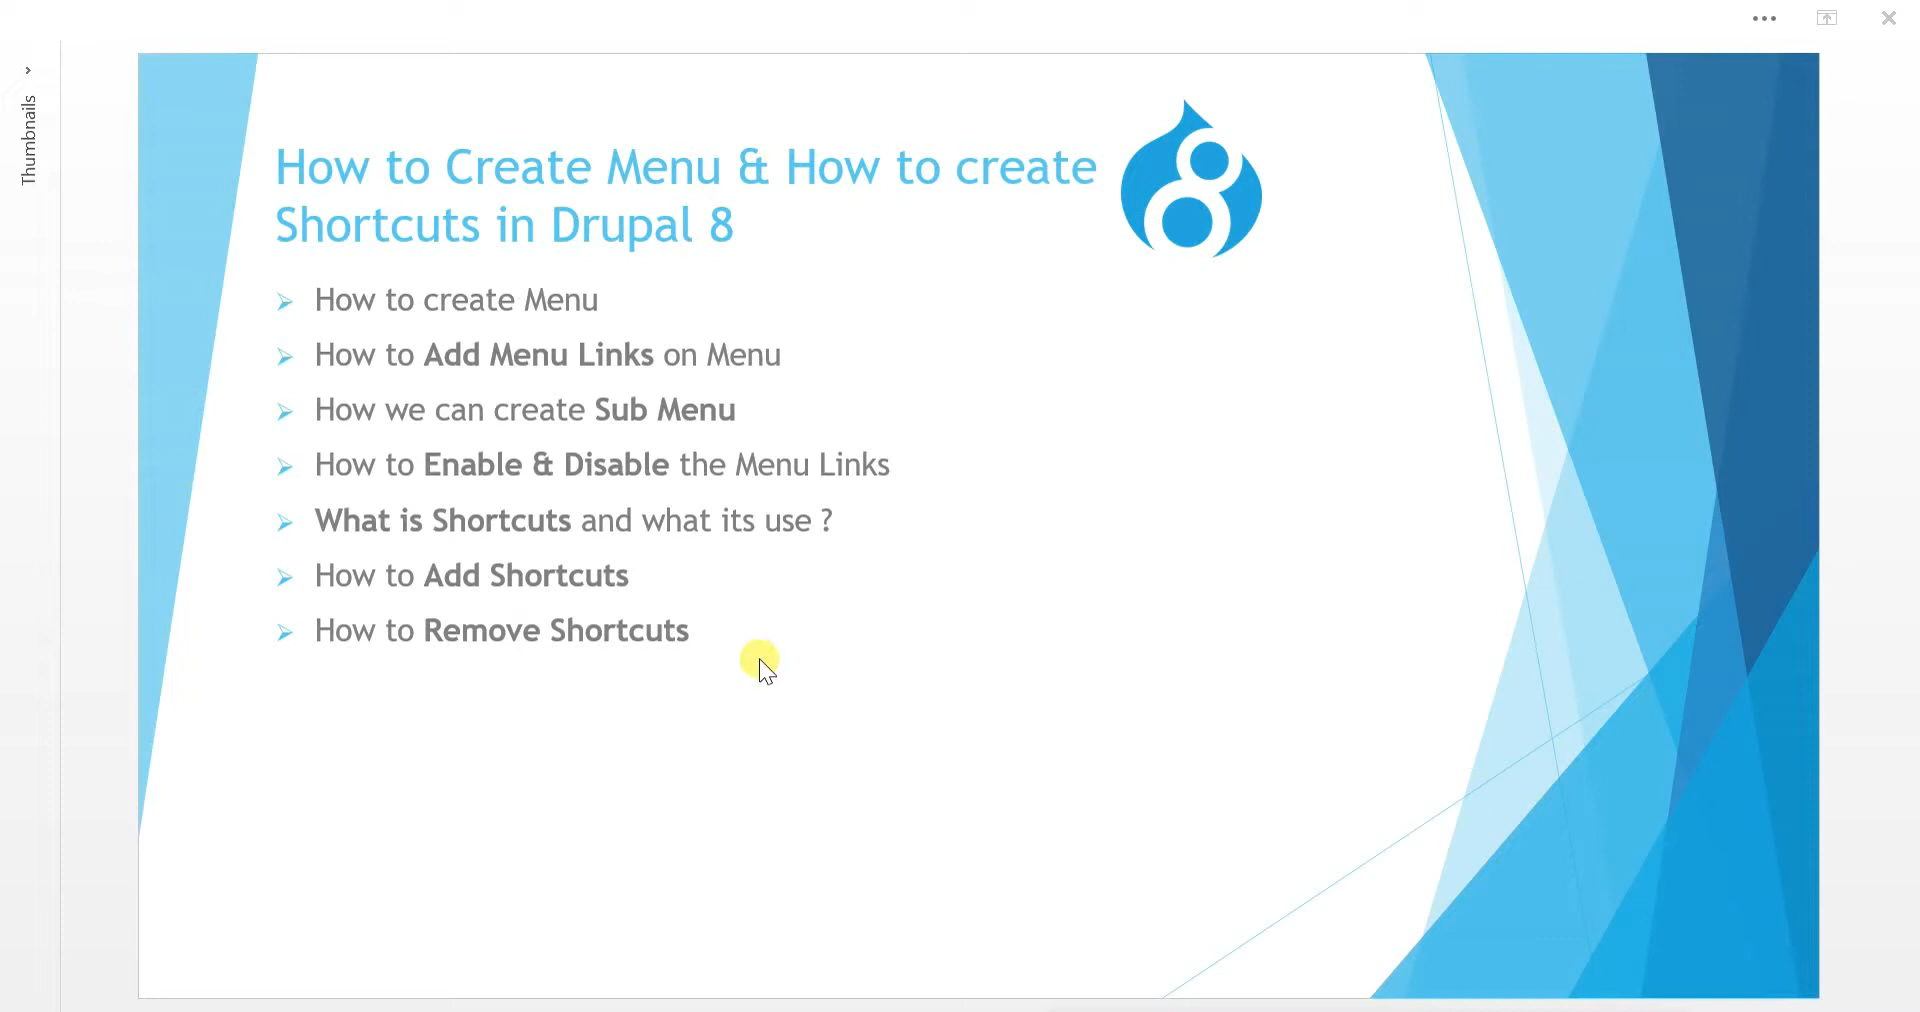 Thumbnails
How to Create Menu & How to create
Shortcuts in Drupal 8
How to create Menu
How to Add Menu Links on Menu
How we can create Sub Menu
How to Enable & Disable the Menu Links
What is Shortcuts and what its use ?
How to Add Shortcuts
How to Remove Shortcuts